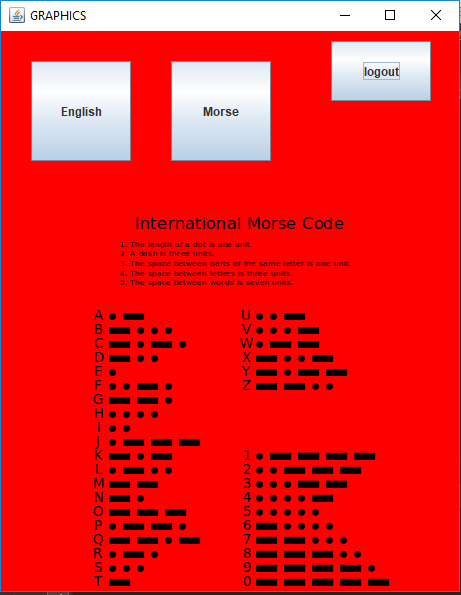 GRAPHICS
logout
English
Morse
International Morse Code
1. The length of a dot is one unit.
2. A dash is three units.
3. The space between parts of the same letter is one unit.
4. The space between letters is three units.
5. The space between words is seven units.
A
B
C
D
E
F
G
H
I
J
K
L
M
N
O
P
Q
R
S
T
U
V
W
X
Y
Z
1
2
3
4
5
6
7
8
9
0